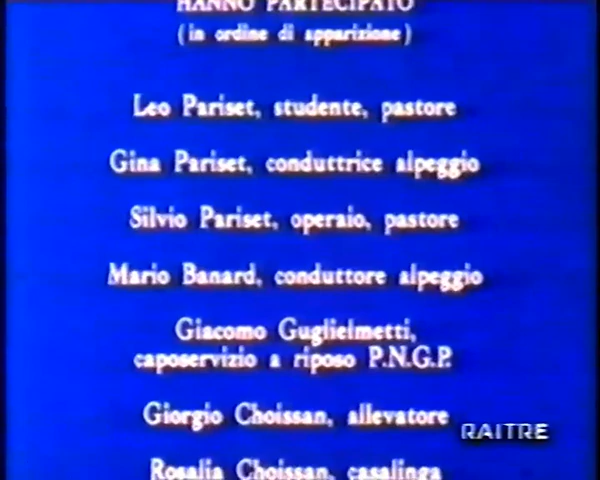 HANNO PARTECIPATO
(in ordine di apparizione)
Leo Pariset, studente, pastore
Gina Pariset, conduttrice alpeggio
Silvio Pariset, operaio, pastore
Mario Banard, conduttore alpeggio
Giacomo Guglielmetti,
caposervizio a riposo P.N.G.P.
Giorgio Choissan, allevatore
RAITRE
Rosalia Choissan, casalinga